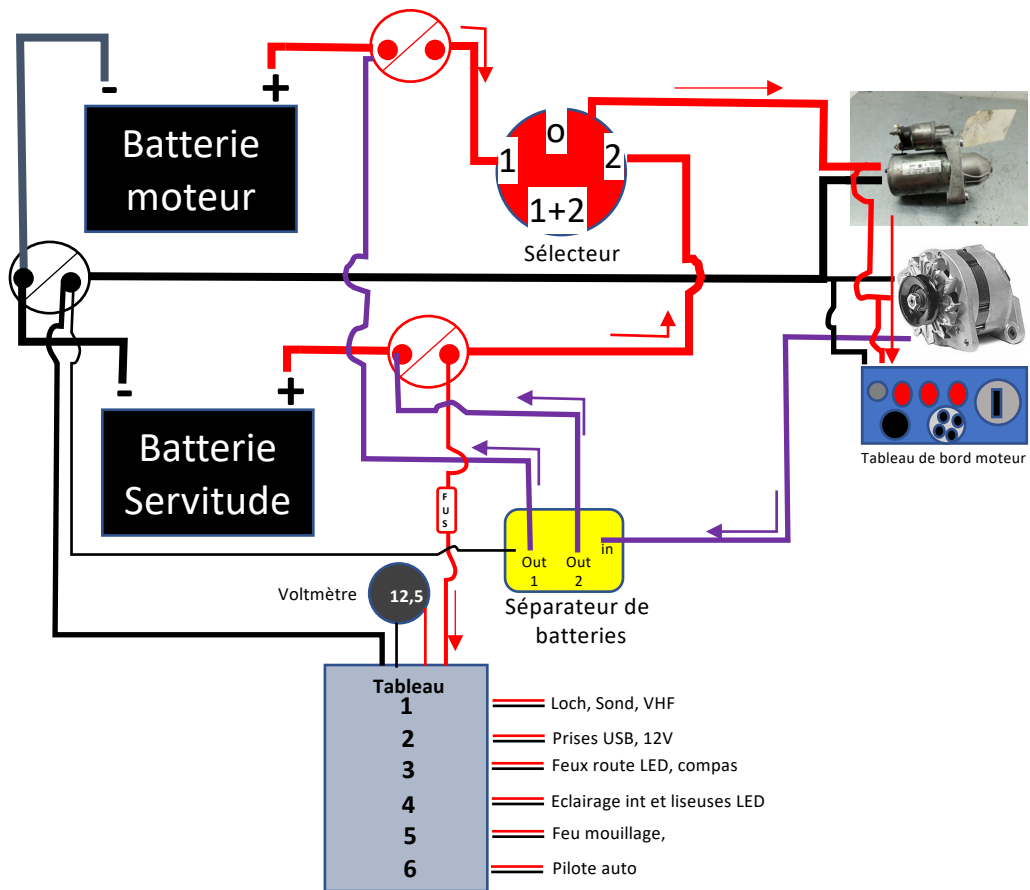 -
+
Batterie
moteur
O
1
2
1+2
Sélecteur
-
+
Batterie
Servitude
Tableau de bord moteur
F
U
S
in
Out
1
Out
2
Séparateur de
batteries
Voltmètre
12,5
Tableau
1
Loch, Sond, VHF
2
Prises USB, 12V
3
Feux route LED, compas
4
Eclairage int et liseuses LED
5
Feu mouillage,
6
Pilote auto